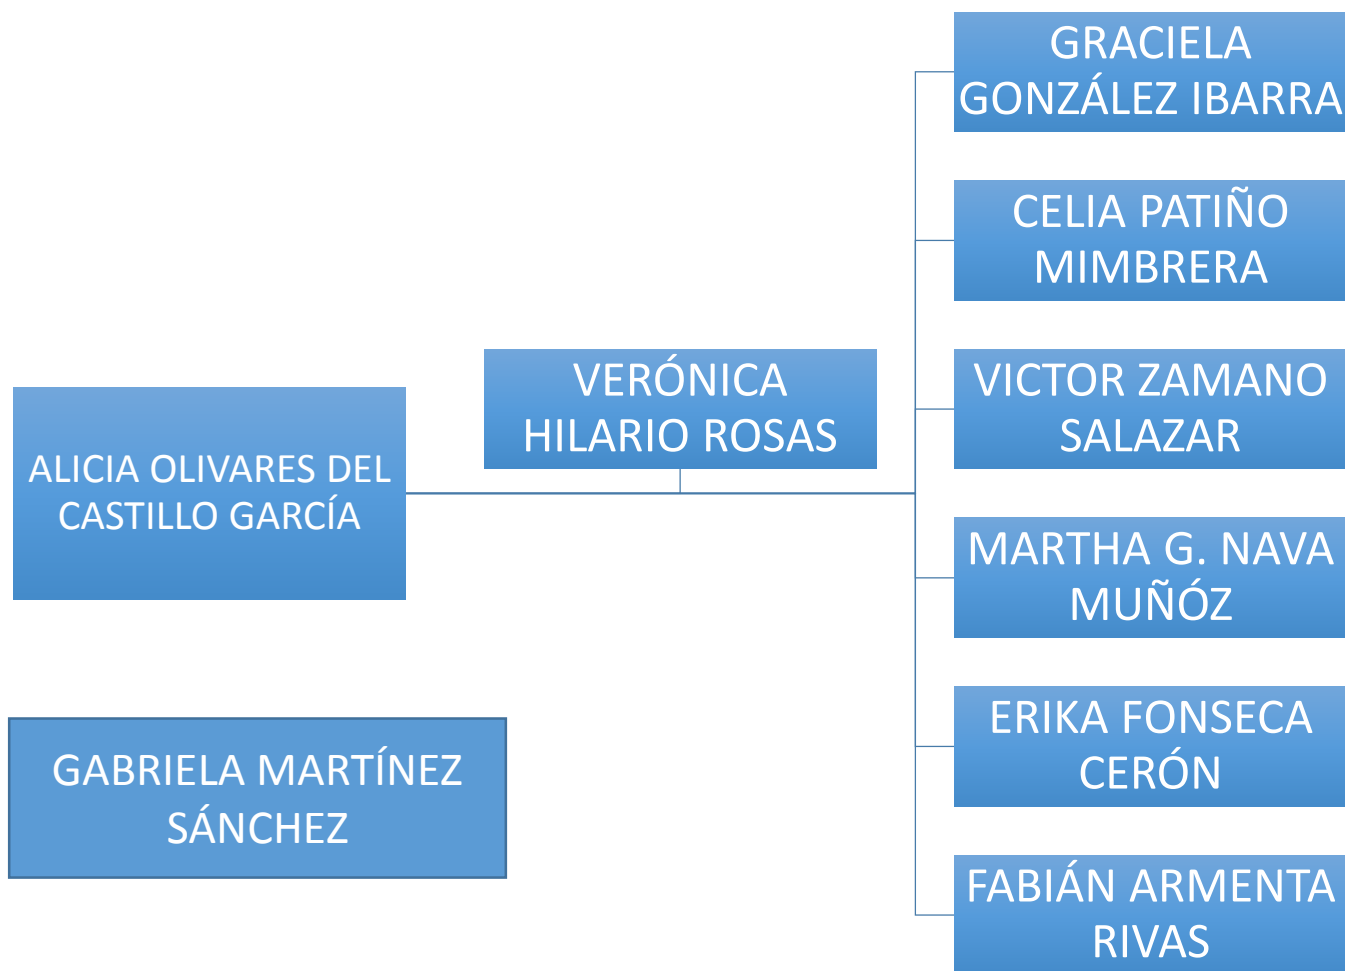 GRACIELA
GONZÁLEZ IBARRA
CELIA PATIÑO
MIMBRERA
VERÓNICA
HILARIO ROSAS
VICTOR ZAMANO
SALAZAR
ALICIA OLIVARES DEL
CASTILLO GARCÍA
MARTHA G. NAVA
MUÑÓZ
ERIKA FONSECA
CERÓN
GABRIELA MARTÍNEZ
SÁNCHEZ
FABIÁN ARMENTA
RIVAS